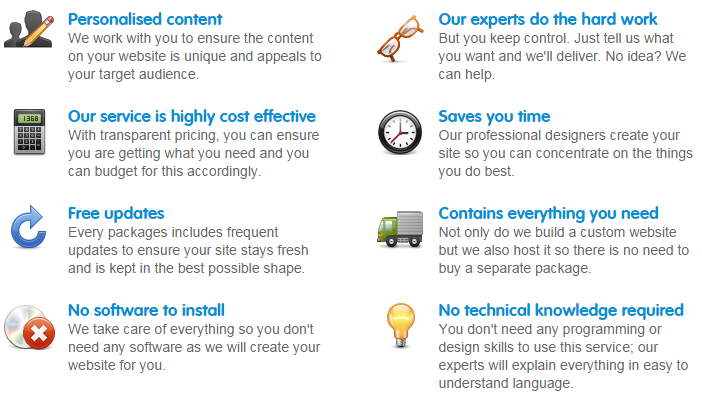 Personalised content
We work with you to ensure the content
on your website is unique and appeals to
your target audience.
Our experts do the hard work
But you keep control. Just tell us what
you want and we'll deliver. No idea? We
can help.
1368
Our service is highly cost effective
With transparent pricing, you can ensure
you are getting what you need and you
can budget for this accordingly.
Saves you time
Our professional designers create your
site so you can concentrate on the things
you do best.
Free updates
Every packages includes frequent
updates to ensure your site stays fresh
and is kept in the best possible shape.
Contains everything you need
Not only do we build a custom website
but we also host it so there is no need to
buy a separate package.
No software to install
We take care of everything so you don't
need any software as we will create your
website for you.
No technical knowledge required
You don't need any programming or
design skills to use this service; our
experts will explain everything in easy to
understand language.